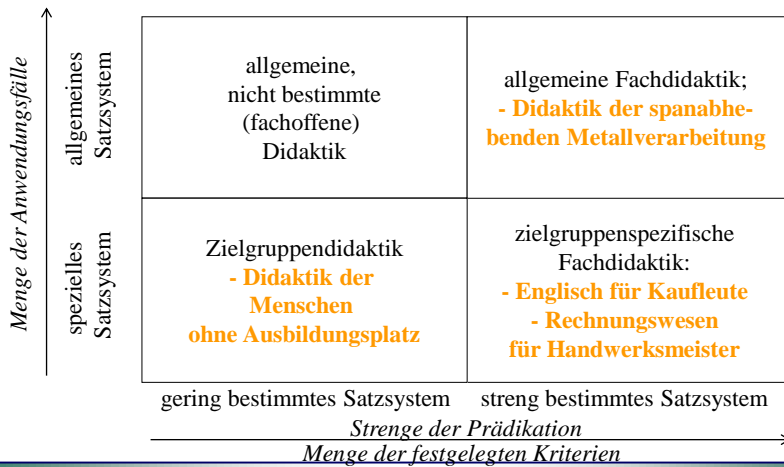 Menge der Anwendungsfälle
allgemeines
Satzsystem
allgemeine,
nicht bestimmte
(fachoffene)
Didaktik
allgemeine Fachdidaktik;
- Didaktik der spanabhe-
benden Metallverarbeitung
spezielles
Satzsystem
Zielgruppendidaktik
- Didaktik der
Menschen
ohne Ausbildungsplatz
zielgruppenspezifische
Fachdidaktik:
- Englisch für Kaufleute
- Rechnungswesen
für Handwerksmeister
gering bestimmtes Satzsystem
streng bestimmtes Satzsystem
Strenge der Prädikation
Menge der festgelegten Kriterien